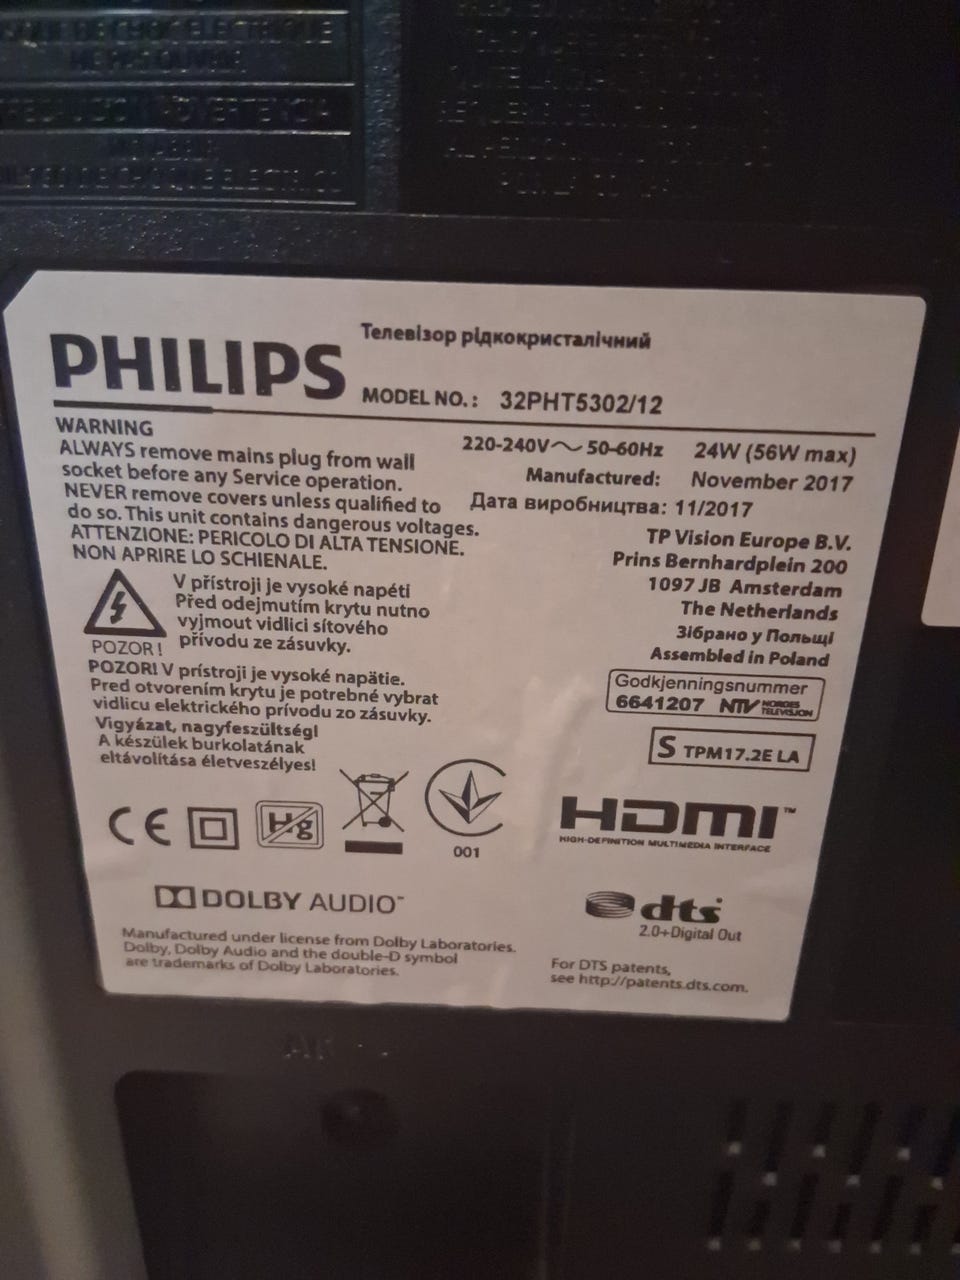 PHILIPS
Телевізор рідкокристалічний
MODEL NO.: 32PHT5302/12
WARNING
ALWAYS remove mains plug from wall
socket before any Service operation.
NEVER remove covers unless qualified to
do so. This unit contains dangerous voltages.
ATTENZIONE: PERICOLO DI ALTA TENSIONE.
NON APRIRE LO SCHIENALE.
V přístroji je vysoké napětí
Před odejmutím krytu nutno
vyjmout vidlici síťového
přívodu ze zásuvky.
POZOR!
POZOR! V prístroji je vysoké napätie.
Pred otvorením krytu je potrebné vybrat
vidlicu elektrického prívodu zo zásuvky.
Vigyázat, nagyfeszültség!
A készülek burkolatának
eltávolítása életveszélyes!
220-240V~ 50-60Hz 24W (56W max)
Manufactured: November 2017
Дата виробництва: 11/2017
TP Vision Europe B.V.
Prins Bernhardplein 200
1097 JB Amsterdam
The Netherlands
Зібрано у Польщі
Assembled in Poland
Godkjenningsnummer
6641207 NTV NORGES TELEVISJON
S TPM17.2E LA
CE
Hg
001
HDMI™
HIGH-DEFINITION MULTIMEDIA INTERFACE
DOLBY AUDIO™
Manufactured under license from Dolby Laboratories.
Dolby, Dolby Audio and the double-D symbol
are trademarks of Dolby Laboratories.
dts
2.0+Digital Out
For DTS patents,
see http://patents.dts.com.